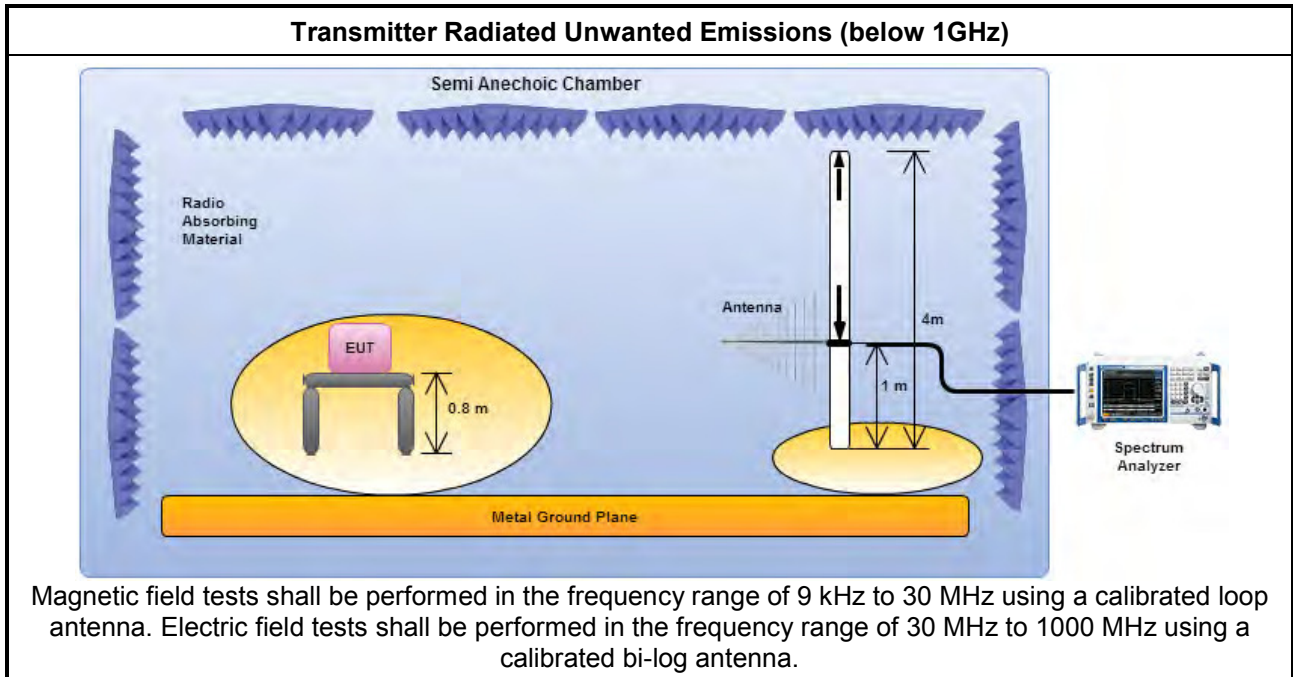 Transmitter Radiated Unwanted Emissions (below 1GHz)
Semi Anechoic Chamber
Radio
Absorbing
Material
Antenna
4m
EUT
1 m
0.8 m
Spectrum
Analyzer
Metal Ground Plane
Magnetic field tests shall be performed in the frequency range of 9 kHz to 30 MHz using a calibrated loop
antenna. Electric field tests shall be performed in the frequency range of 30 MHz to 1000 MHz using a
calibrated bi-log antenna.